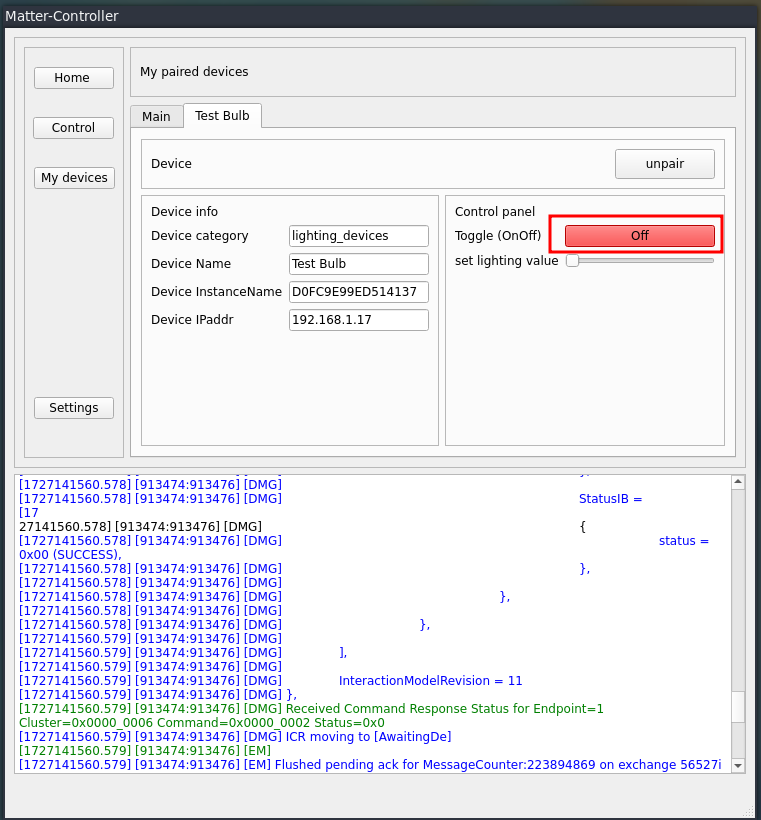 Matter-Controller
Home
Control
My devices
Settings
My paired devices
Main
Test Bulb
Device
unpair
Device info
Device category
lighting_devices
Device Name
Test Bulb
Device InstanceName
D0FC9E99ED514137
Device IPaddr
192.168.1.17
Control panel
Toggle (OnOff)
Off
set lighting value
[1727141560.578] [913474:913476] [DMG]
[1727141560.578] [913474:913476] [DMG] StatusIB =
[17
27141560.578] [913474:913476] [DMG] {
[1727141560.578] [913474:913476] [DMG] status =
0x00 (SUCCESS),
[1727141560.578] [913474:913476] [DMG] },
[1727141560.578] [913474:913476] [DMG]
[1727141560.578] [913474:913476] [DMG] },
[1727141560.578] [913474:913476] [DMG]
[1727141560.578] [913474:913476] [DMG] },
[1727141560.579] [913474:913476] [DMG]
[1727141560.579] [913474:913476] [DMG] ],
[1727141560.579] [913474:913476] [DMG]
[1727141560.579] [913474:913476] [DMG] InteractionModelRevision = 11
[1727141560.579] [913474:913476] [DMG] },
[1727141560.579] [913474:913476] [DMG] Received Command Response Status for Endpoint=1
Cluster=0x0000_0006 Command=0x0000_0002 Status=0x0
[1727141560.579] [913474:913476] [DMG] ICR moving to [AwaitingDe]
[1727141560.579] [913474:913476] [EM]
[1727141560.579] [913474:913476] [EM] Flushed pending ack for MessageCounter:223894869 on exchange 56527i